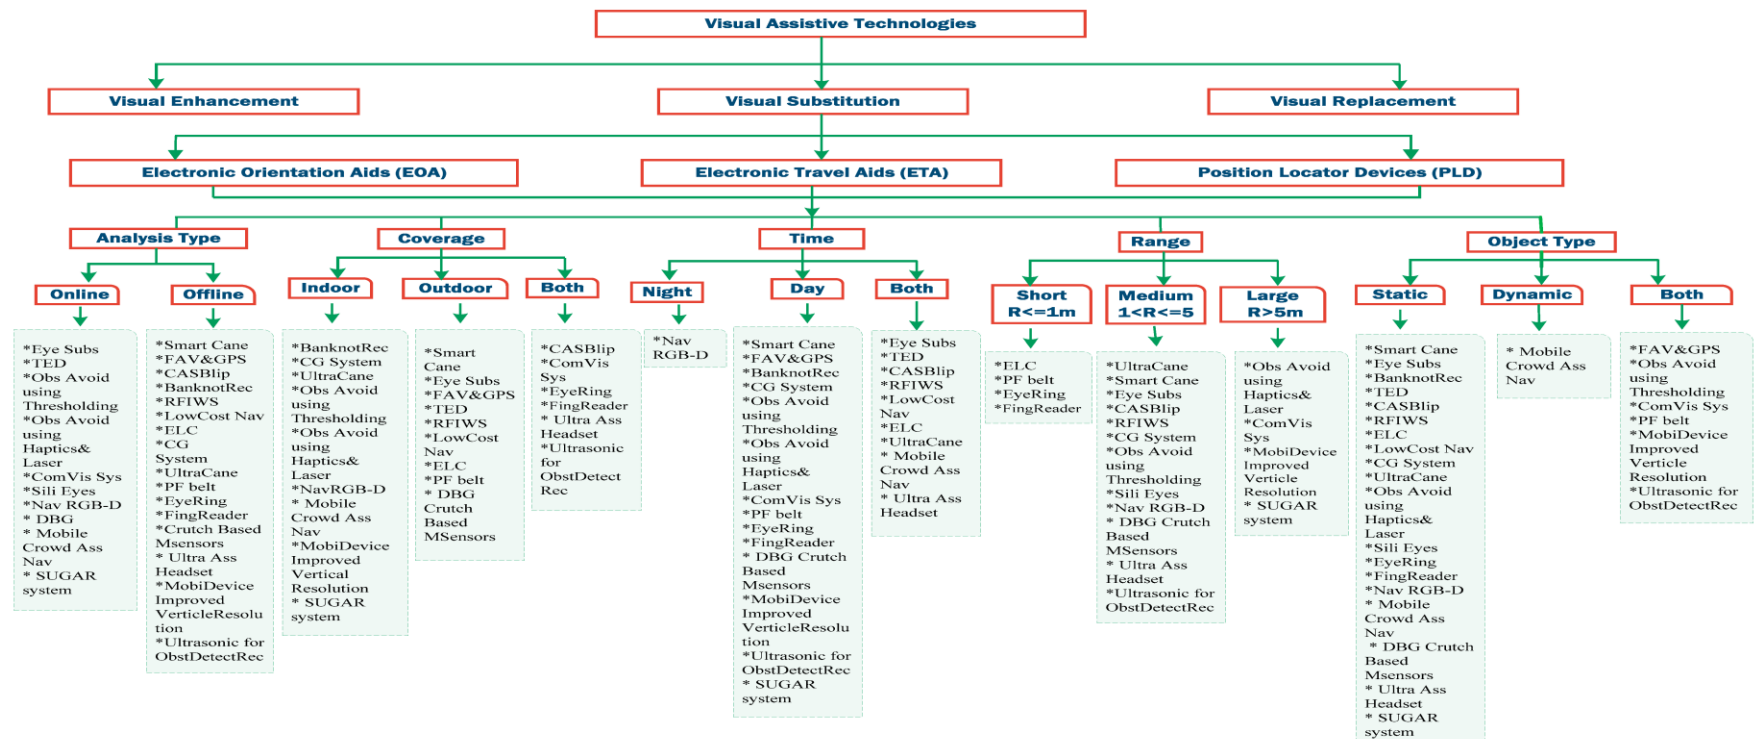 Visual Assistive Technologies
Visual Enhancement
Visual Substitution
Visual Replacement
Electronic Orientation Aids (EOA)
Electronic Travel Aids (ETA)
Position Locator Devices (PLD)
Analysis Type
Coverage
Time
Range
Object Type
Online
*Eye Subs
*TED
*Obs Avoid
using
Thresholding
*Obs Avoid
using
Haptics&
Laser
*ComVis Sys
*Sili Eyes
*Nav RGB-D
* DBG
* Mobile
Crowd Ass
Nav
* SUGAR
system
Offline
*Smart Cane
*FAV&GPS
*CASBlip
*BanknotRec
*RFIWS
*LowCost Nav
*ELC
*CG
System
*UltraCane
*PF belt
*EyeRing
*FingReader
*Crutch Based
Msensors
* Ultra Ass
Headset
*MobiDevice
Improved
VerticleResolu
tion
*Ultrasonic for
ObstDetectRec
Indoor
*BanknotRec
*CG System
*UltraCane
*Obs Avoid
using
Thresholding
*Obs Avoid
using
Haptics&
Laser
*NavRGB-D
* Mobile
Crowd Ass
Nav
*MobiDevice
Improved
Vertical
Resolution
* SUGAR
system
Outdoor
*Smart
Cane
*Eye Subs
*FAV&GPS
*TED
*RFIWS
*LowCost
Nav
*ELC
*PF belt
* DBG
Crutch
Based
MSensors
Both
*CASBlip
*ComVis
Sys
*EyeRing
*FingReader
* Ultra Ass
Headset
*Ultrasonic
for
ObstDetect
Rec
Night
*Nav
RGB-D
Day
*Smart Cane
*FAV&GPS
*BanknotRec
*CG System
*Obs Avoid
using
Thresholding
*Obs Avoid
using
Haptics&
Laser
*ComVis Sys
*PF belt
*EyeRing
*FingReader
* DBG Crutch
Based
Msensors
*MobiDevice
Improved
VerticleResolu
tion
*Ultrasonic for
ObstDetectRec
* SUGAR
system
Both
*Eye Subs
*TED
*CASBlip
*RFIWS
*LowCost
Nav
*ELC
*UltraCane
* Mobile
Crowd Ass
Nav
* Ultra Ass
Headset
Short
R<=1m
*ELC
*PF belt
*EyeRing
*FingReader
Medium
1<R<=5
*UltraCane
*Smart Cane
*Eye Subs
*CASBlip
*RFIWS
*CG System
*Obs Avoid
using
Thresholding
*Sili Eyes
*Nav RGB-D
* DBG Crutch
Based
MSensors
* Ultra Ass
Headset
*Ultrasonic for
ObstDetectRec
Large
R>5m
*Obs Avoid
using
Haptics&
Laser
*ComVis
Sys
*MobiDevice
Improved
Verticle
Resolution
* SUGAR
system
Static
*Smart Cane
*Eye Subs
*BanknotRec
*TED
*CASBlip
*RFIWS
*ELC
*LowCost Nav
*CG System
*UltraCane
*Obs Avoid
using
Haptics&
Laser
*Sili Eyes
*EyeRing
*FingReader
*Nav RGB-D
* Mobile
Crowd Ass
Nav
* DBG Crutch
Based
Msensors
* Ultra Ass
Headset
* SUGAR
system
Dynamic
* Mobile
Crowd Ass
Nav
Both
*FAV&GPS
*Obs Avoid
using
Thresholding
*ComVis Sys
*PF belt
*MobiDevice
Improved
Verticle
Resolution
*Ultrasonic for
ObstDetectRec